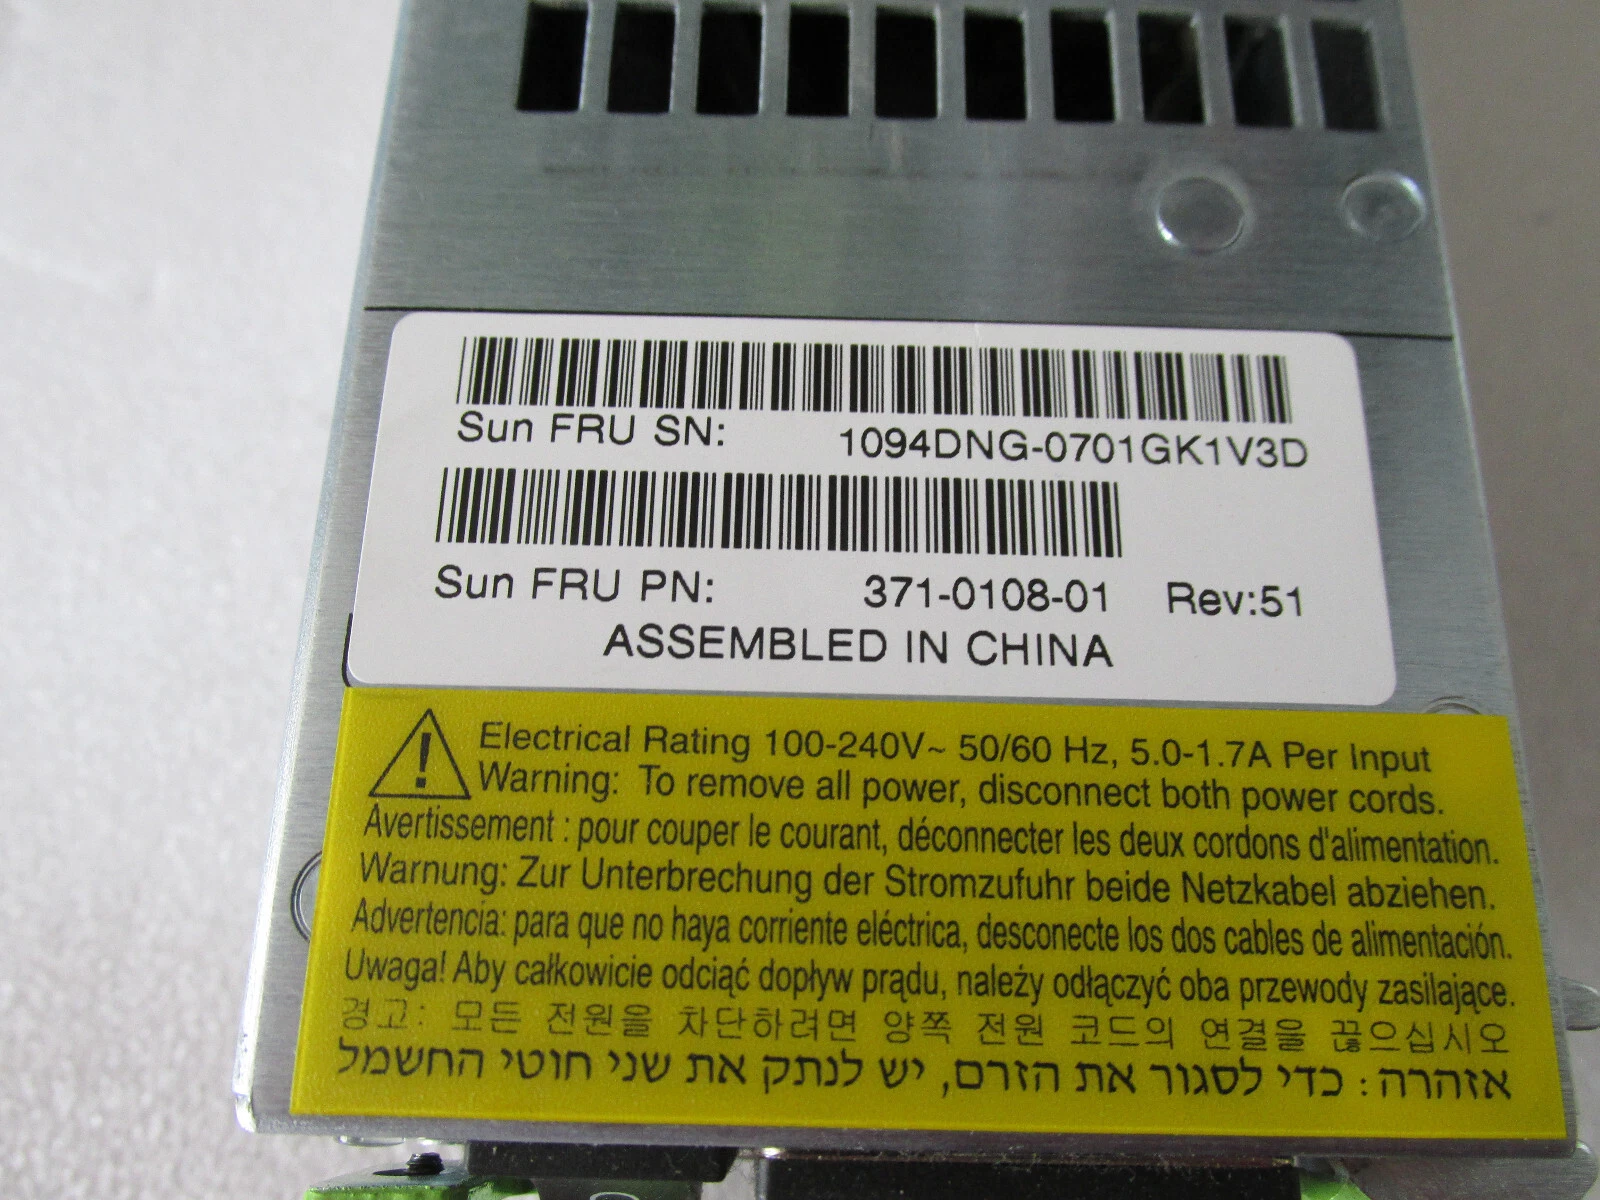 Sun FRU SN: 1094DNG-0701GK1V3D
Sun FRU PN: 371-0108-01 Rev:51
ASSEMBLED IN CHINA
Electrical Rating 100-240V~ 50/60 Hz, 5.0-1.7A Per Input
Warning: To remove all power, disconnect both power cords.
Avertissement : pour couper le courant, déconnecter les deux cordons d'alimentation.
Warnung: Zur Unterbrechung der Stromzufuhr beide Netzkabel abziehen.
Advertencia: para que no haya corriente eléctrica, desconecte los dos cables de alimentación.
Uwaga! Aby całkowicie odciąć dopływ prądu, należy odłączyć oba przewody zasilające.
경고: 모든 전원을 차단하려면 양쪽 전원 코드의 연결을 끊으십시오
אזהרה: כדי לסגור את הזרם, יש לנתק את שני חוטי החשמל